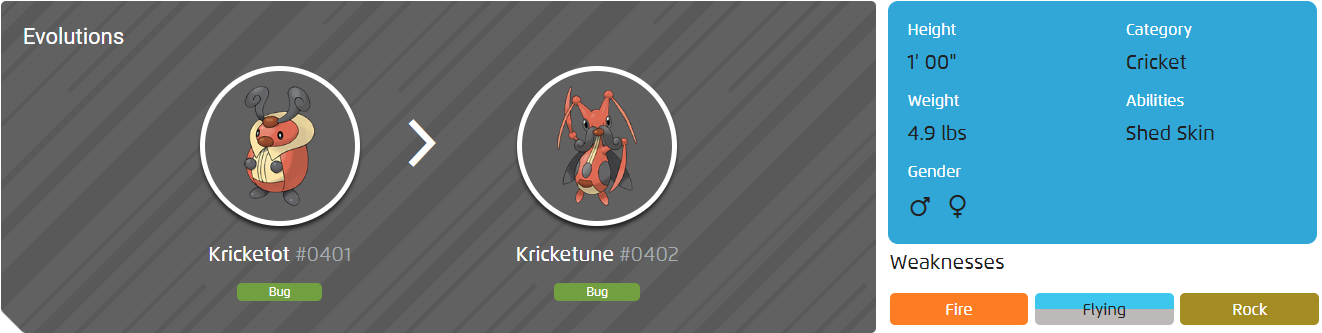 Evolutions
Kricketot #0401
Bug
Kricketune #0402
Bug
Height
1' 00"
Weight
4.9 lbs
Gender
Category
Cricket
Abilities
Shed Skin
Weaknesses
Fire
Flying
Rock